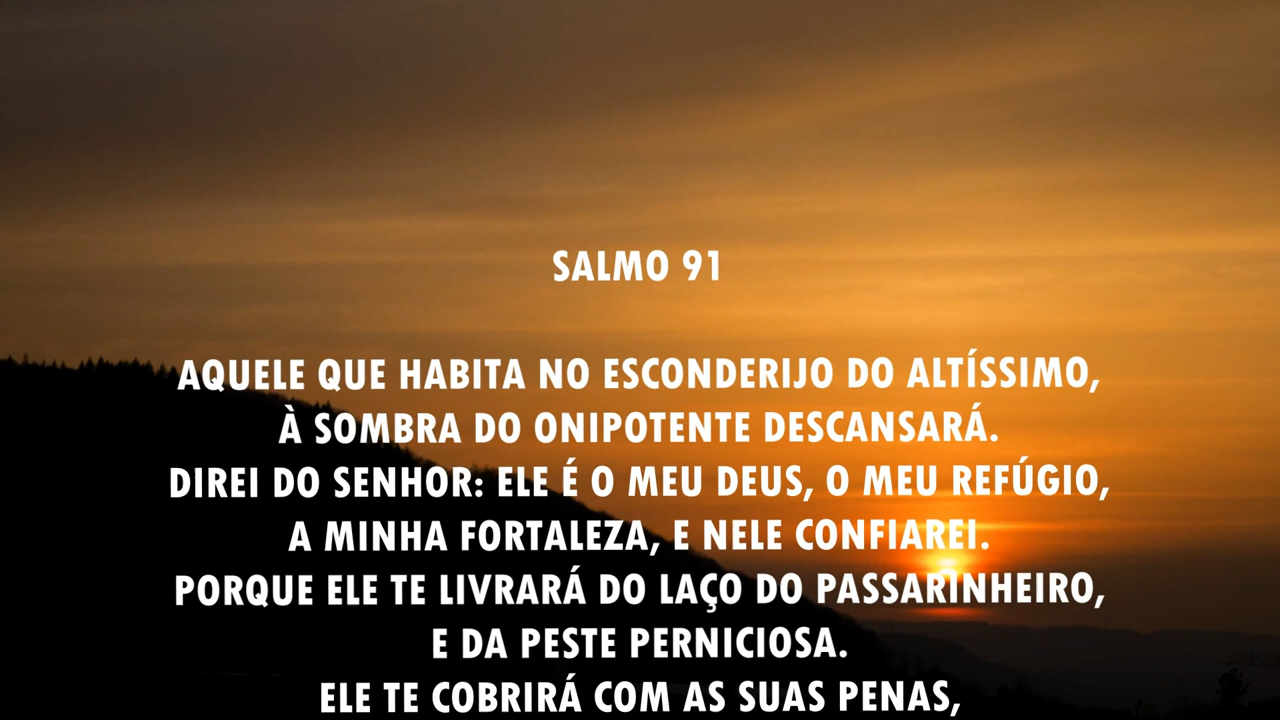 SALMO 91
AQUELE QUE HABITA NO ESCONDERIJO DO ALTÍSSIMO,
À SOMBRA DO ONIPOTENTE DESCANSARÁ.
DIREI DO SENHOR: ELE É O MEU DEUS, O MEU REFÚGIO,
A MINHA FORTALEZA, E NELE CONFIAREI.
PORQUE ELE TE LIVRARÁ DO LAÇO DO PASSARINHEIRO,
E DA PESTE PERNICIOSA.
ELE TE COBRIRÁ COM AS SUAS PENAS,